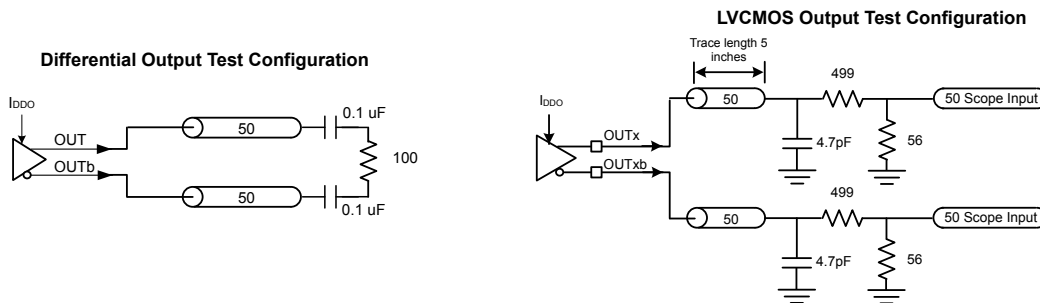 Differential Output Test Configuration
IDDO
OUT
OUTb
50
50
0.1 uF
0.1 uF
100
LVCMOS Output Test Configuration
Trace length 5
inches
IDDO
OUTx
OUTxb
50
499
4.7pF
56
50 Scope Input
50
499
4.7pF
56
50 Scope Input